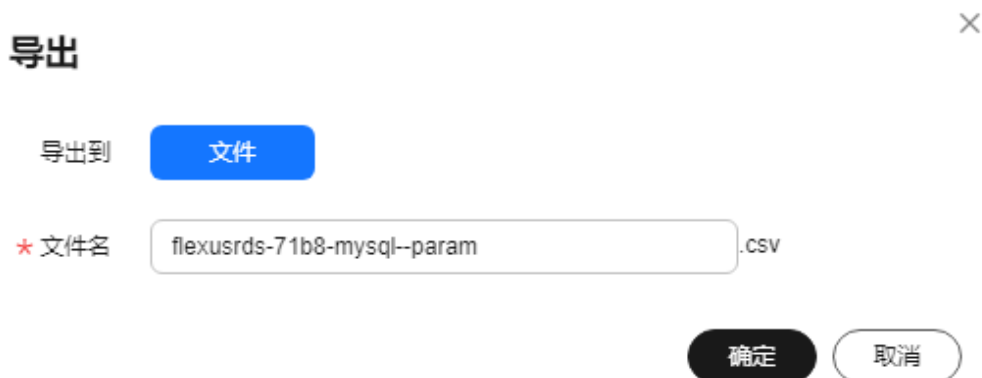 导出
导出到 文件
* 文件名 flexusrds-71b8-mysql--param .csv
确定 取消